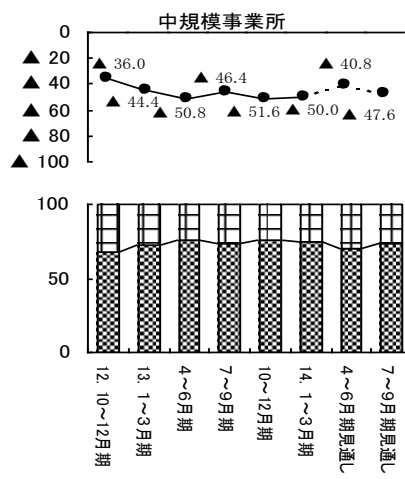 中規模事業所
0
▲ 20
▲ 40
▲ 60
▲ 80
▲ 100
▲ 36.0
▲ 44.4
▲ 50.8
▲ 46.4
▲ 51.6
▲ 50.0
▲ 40.8
▲ 47.6
100
50
0
12. 10~12月期
13. 1~3月期
4~6月期
7~9月期
10~12月期
14. 1~3月期
4~6月期見通し
7~9月期見通し